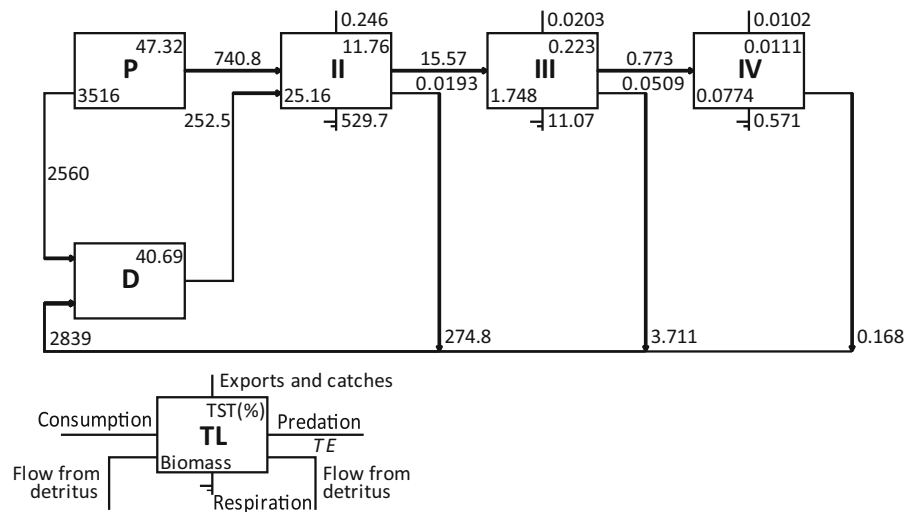 0.246
0.0203
0.0102
47.32
740.8
11.76
15.57
0.223
0.773
0.0111
P
II
III
IV
3516
25.16
0.0193
1.748
0.0509
0.0774
252.5
529.7
11.07
0.571
2560
40.69
D
2839
274.8
3.711
0.168
Exports and catches
TST(%)
Consumption
Predation
TL
TE
Biomass
Flow from
detritus
Flow from
detritus
Respiration